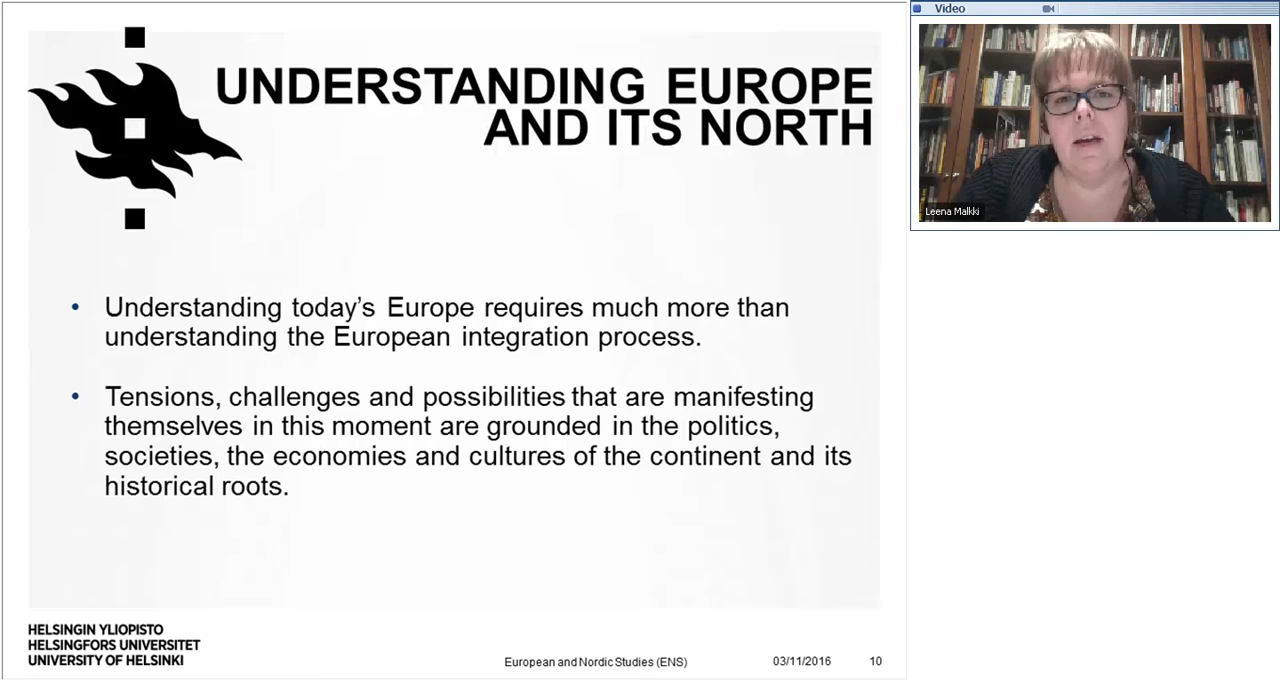 UNDERSTANDING EUROPE
AND ITS NORTH
• Understanding today's Europe requires much more than
understanding the European integration process.
• Tensions, challenges and possibilities that are manifesting
themselves in this moment are grounded in the politics,
societies, the economies and cultures of the continent and its
historical roots.
HELSINGIN YLIOPISTO
HELSINGFORS UNIVERSITET
UNIVERSITY OF HELSINKI
European and Nordic Studies (ENS)
03/11/2016
10
Video
Leena Malkki